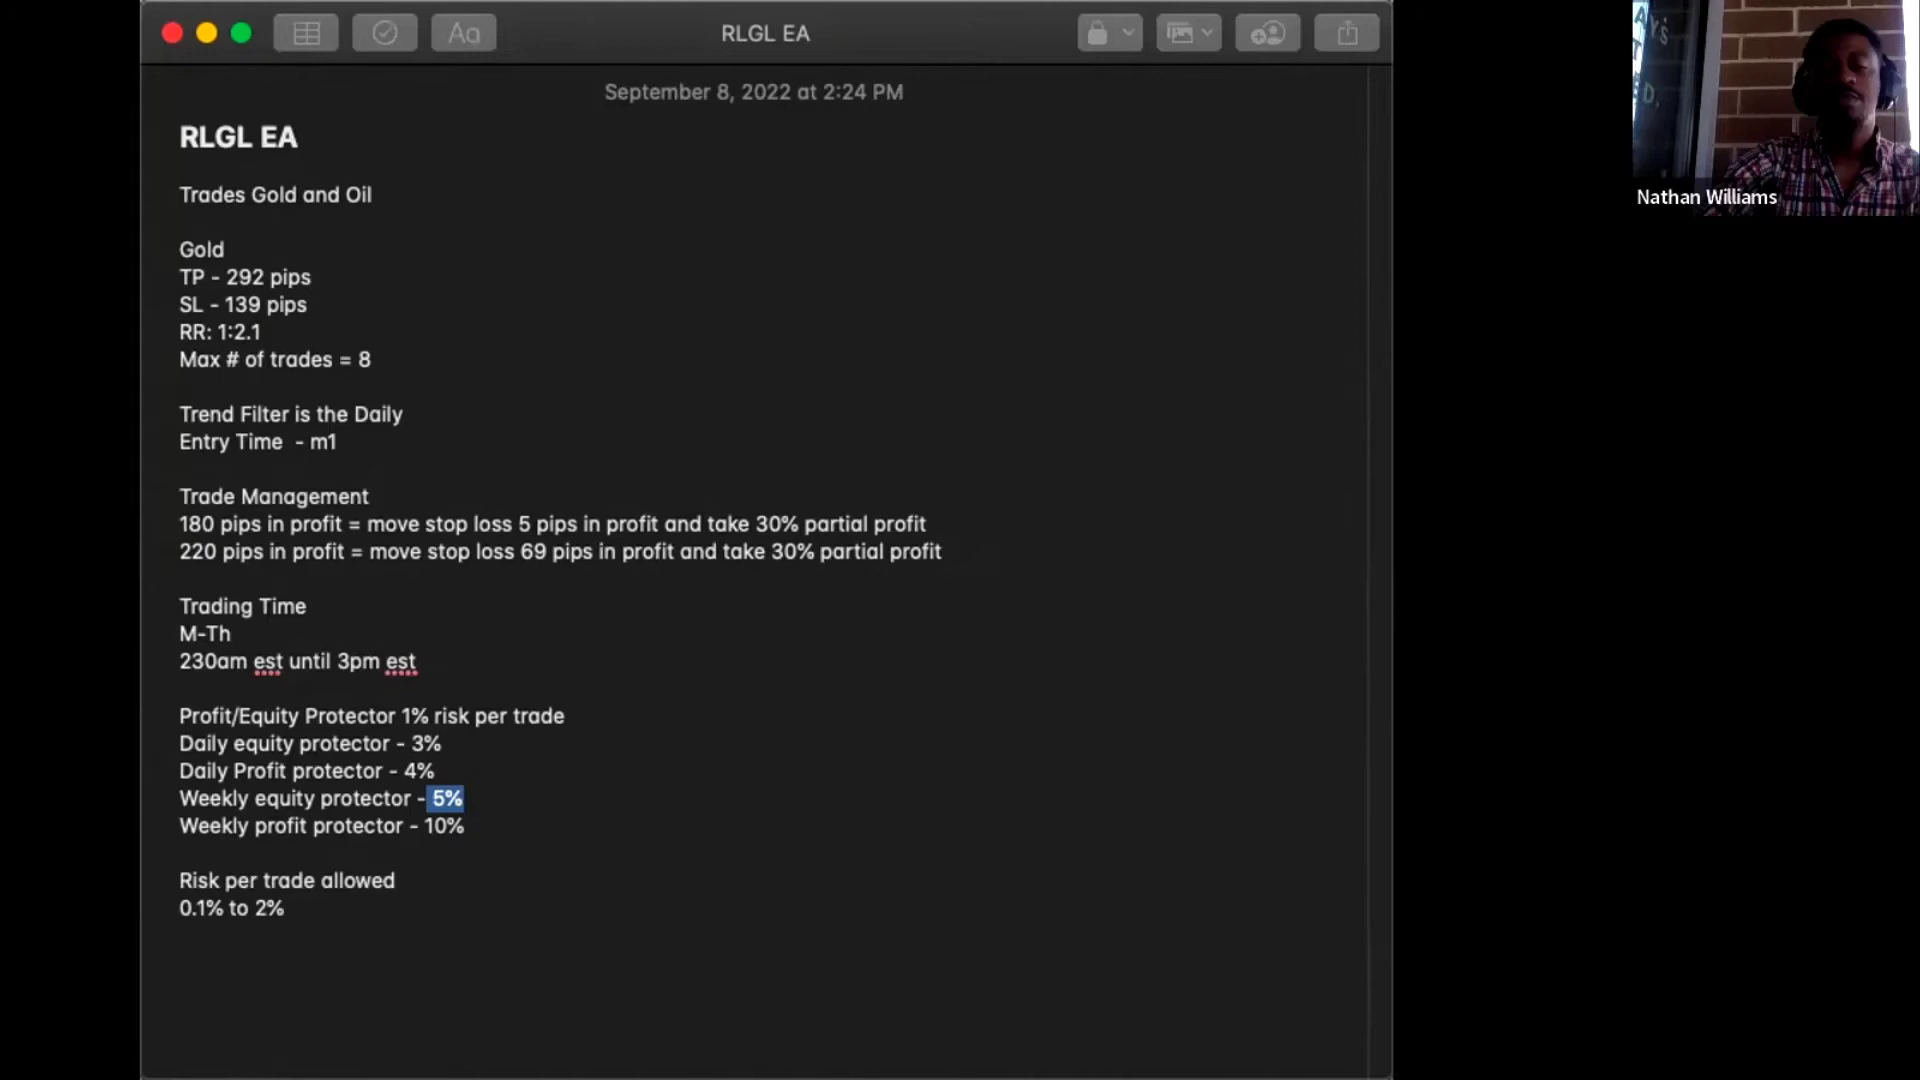 Aa
RLGL EA
September 8, 2022 at 2:24 PM
RLGL EA
Trades Gold and Oil
Gold
TP - 292 pips
SL - 139 pips
RR: 1:2.1
Max # of trades = 8
Trend Filter is the Daily
Entry Time - m1
Trade Management
180 pips in profit = move stop loss 5 pips in profit and take 30% partial profit
220 pips in profit = move stop loss 69 pips in profit and take 30% partial profit
Trading Time
M-Th
230am est until 3pm est
Profit/Equity Protector 1% risk per trade
Daily equity protector - 3%
Daily Profit protector - 4%
Weekly equity protector - 5%
Weekly profit protector - 10%
Risk per trade allowed
0.1% to 2%
Nathan Williams